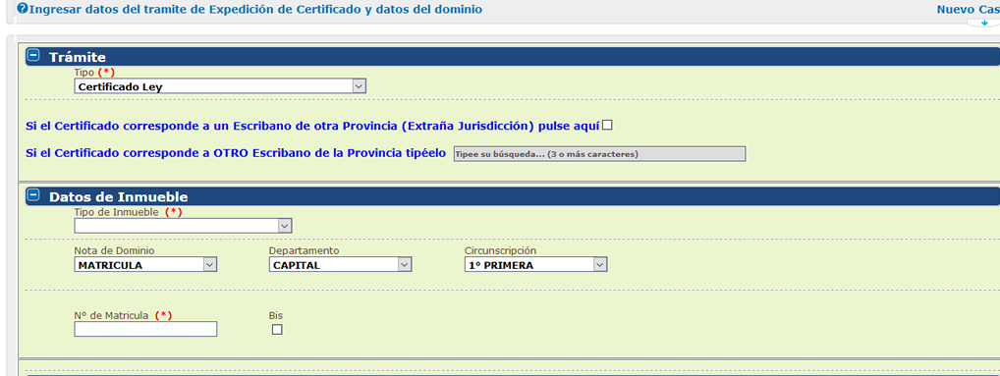 Ingresar datos del tramite de Expedición de Certificado y datos del dominio
Nuevo Cas
Trámite
Tipo (*)
Certificado Ley
Si el Certificado corresponde a un Escribano de otra Provincia (Extraña Jurisdicción) pulse aquí
Si el Certificado corresponde a OTRO Escribano de la Provincia tipéelo Tipee su búsqueda... (3 o más caracteres)
Datos de Inmueble
Tipo de Inmueble (*)
Nota de Dominio Departamento Circunscripción
MATRICULA CAPITAL 1º PRIMERA
Nº de Matricula (*) Bis